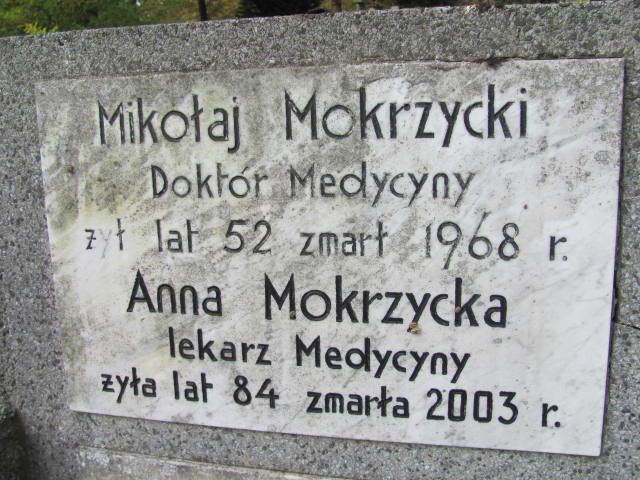 Mikołaj Mokrzycki
Doktór Medycyny
żył lat 52 zmarł 1968 r.
Anna Mokrzycka
lekarz Medycyny
żyła lat 84 zmarła 2003 r.